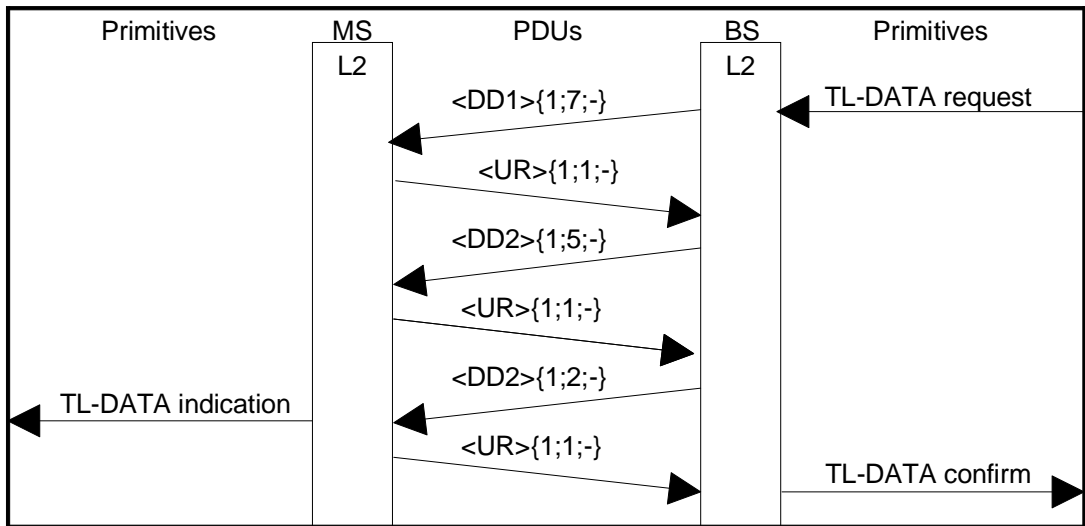 Primitives MS PDUs BS Primitives
L2 L2
<DD1>{1;7;-} TL-DATA request
<UR>{1;1;-}
<DD2>{1;5;-}
<UR>{1;1;-}
<DD2>{1;2;-}
TL-DATA indication
<UR>{1;1;-} TL-DATA confirm